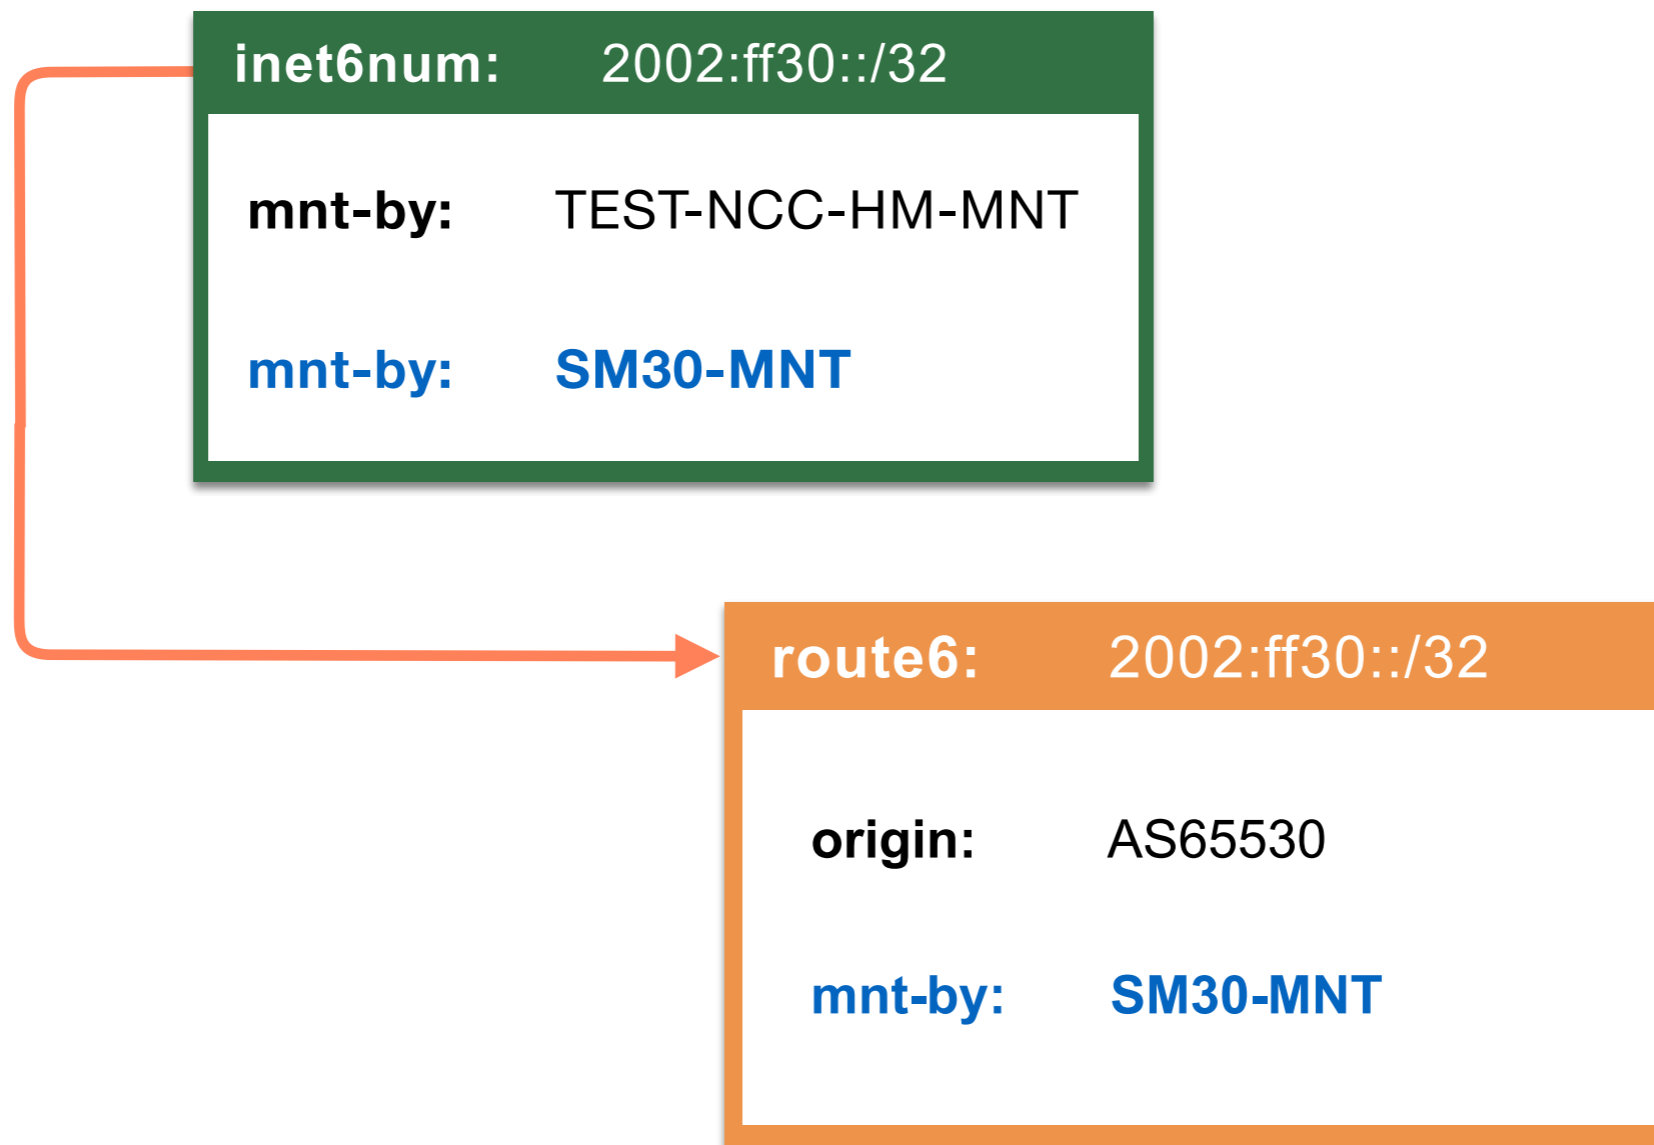 inet6num: 2002:ff30::/32
mnt-by: TEST-NCC-HM-MNT
mnt-by: SM30-MNT
route6: 2002:ff30::/32
origin: AS65530
mnt-by: SM30-MNT